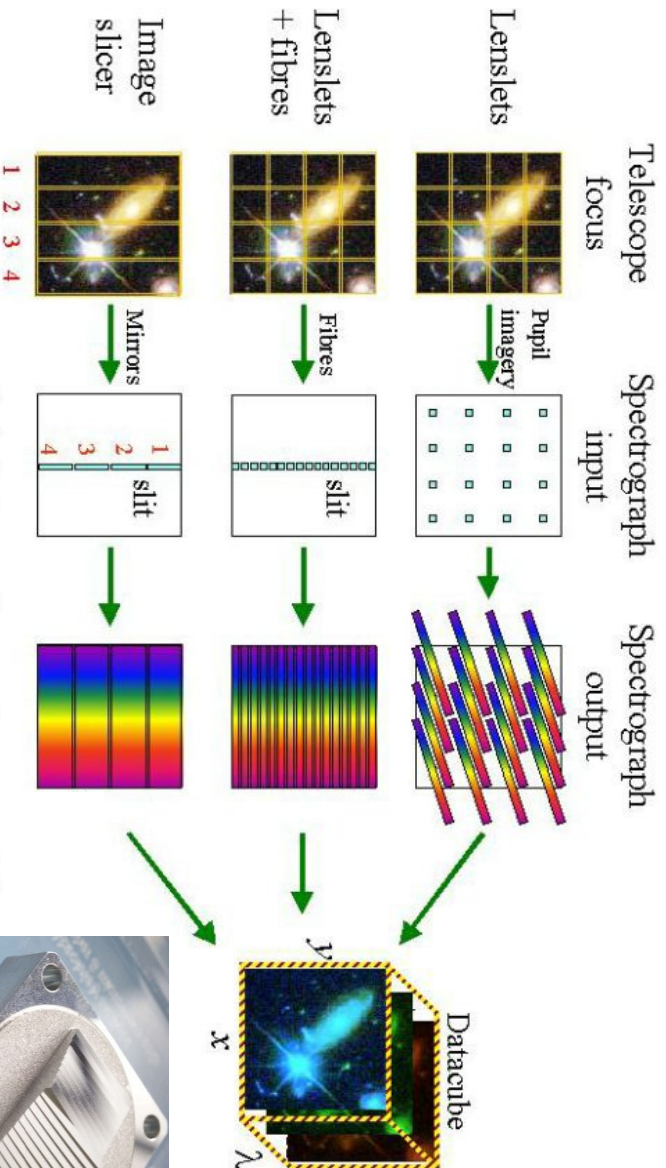 Telescope
focus
Spectrograph
input
Spectrograph
output
Lenslets
Pupil
imagery
Datacube
Lenslets
+ fibres
Fibres
slit
y
x
λ
Image
slicer
Mirrors
1
2
3
4
slit
1 2 3 4